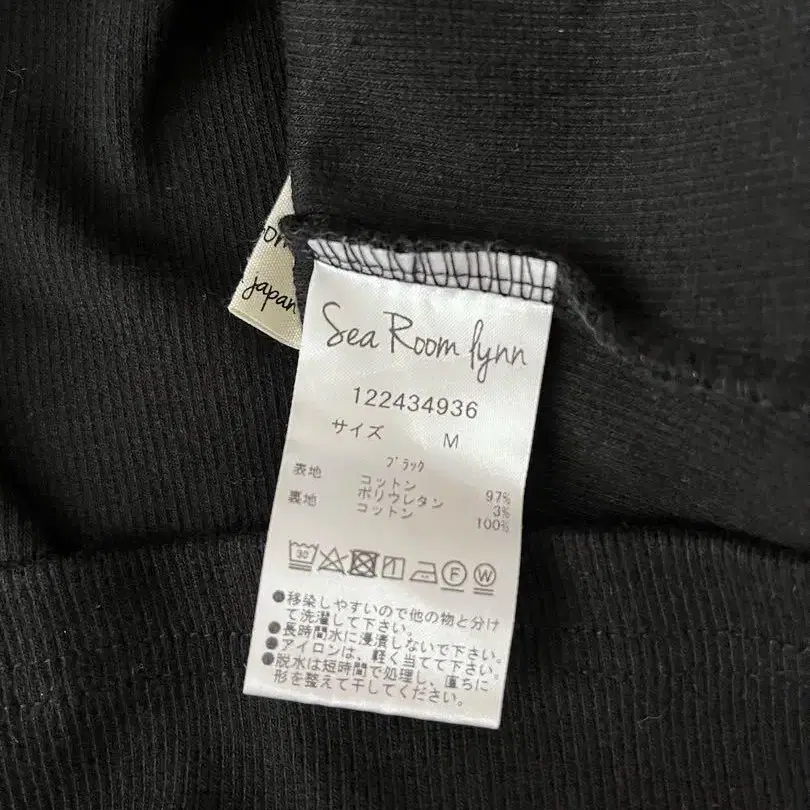 Sea Room lynn
122434936
サイズ M
ﾌﾞﾗｯｸ
表地 コットン 97%
ポリウレタン 3%
裏地 コットン 100%
30
F W
●移染しやすいので他の物と分け
て洗濯して下さい。
●長時間水に浸漬しないで下さい。
●アイロンは、軽く当てて下さい。
●脱水は短時間で処理し、直ちに
形を整えて干してください。
japan